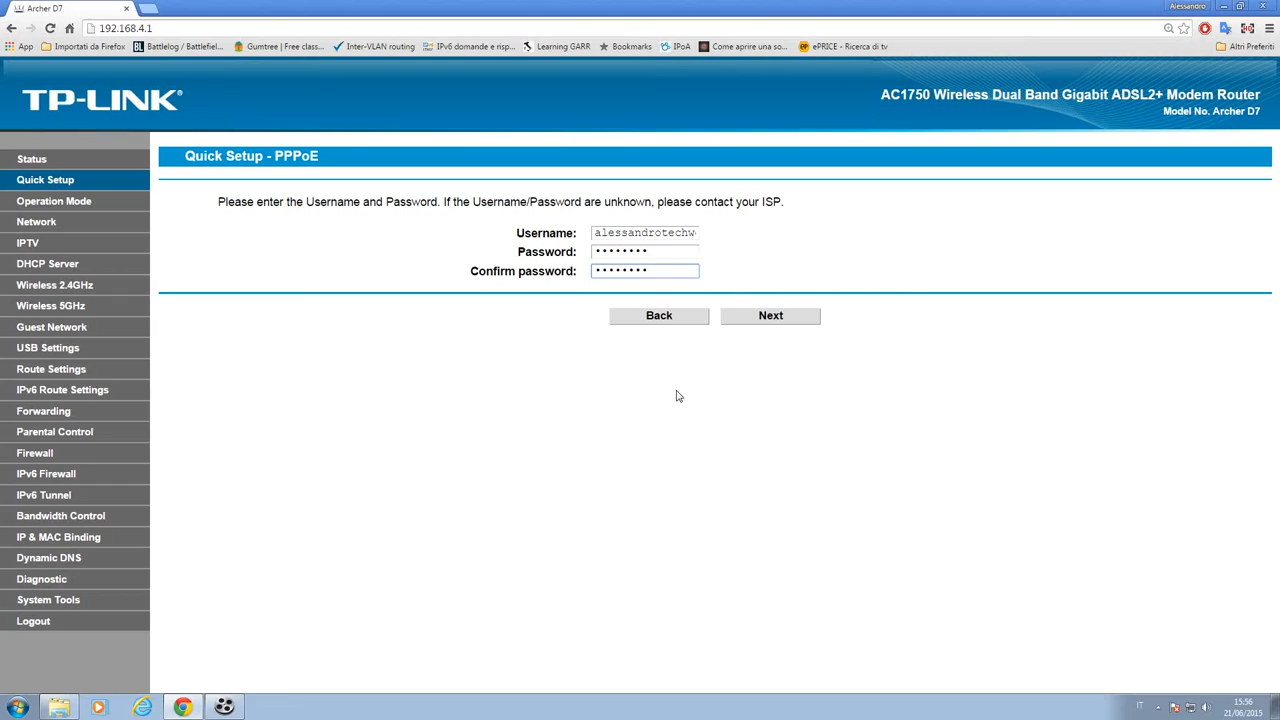 Archer D7
Alessandro
192.168.4.1
App
Importati da Firefox
BL Battlelog / Battlefiel...
Gumtree | Free class...
Inter-VLAN routing
IPv6 domande e risp...
Learning GARR
Bookmarks
IPoA
Come aprire una so...
ePRICE - Ricerca di tv
Altri Preferiti
TP-LINK
AC1750 Wireless Dual Band Gigabit ADSL2+ Modem Router
Model No. Archer D7
Status
Quick Setup
Operation Mode
Network
IPTV
DHCP Server
Wireless 2.4GHz
Wireless 5GHz
Guest Network
USB Settings
Route Settings
IPv6 Route Settings
Forwarding
Parental Control
Firewall
IPv6 Firewall
IPv6 Tunnel
Bandwidth Control
IP & MAC Binding
Dynamic DNS
Diagnostic
System Tools
Logout
Quick Setup - PPPoE
Please enter the Username and Password. If the Username/Password are unknown, please contact your ISP.
Username: alessandrotechw
Password: ••••••••
Confirm password: ••••••••
Back
Next
IT
15:56
21/06/2015